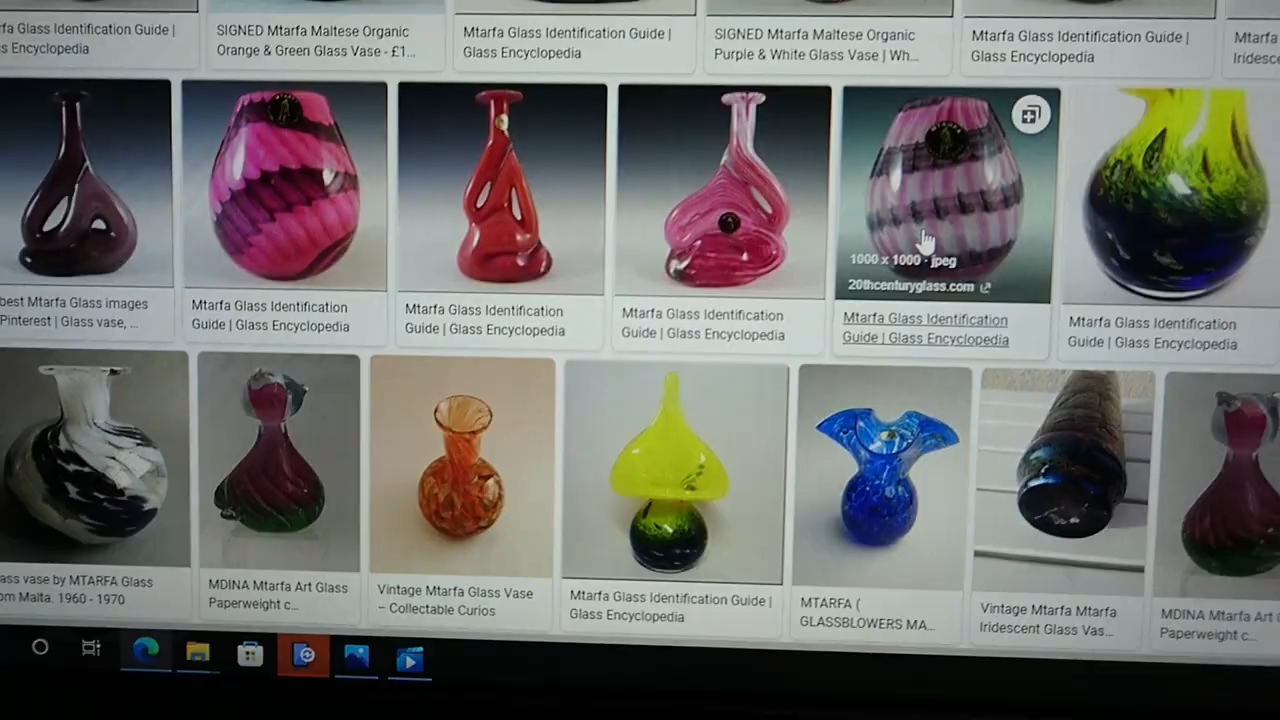 rfa Glass Identification Guide |
s Encyclopedia
SIGNED Mtarfa Maltese Organic
Orange & Green Glass Vase - £1...
Mtarfa Glass Identification Guide |
Glass Encyclopedia
SIGNED Mtarfa Maltese Organic
Purple & White Glass Vase | Wh...
Mtarfa Glass Identification Guide |
Glass Encyclopedia
Mtarfa
Iridesc
1000 x 1000 · jpeg
20thcenturyglass.com
best Mtarfa Glass images
Pinterest | Glass vase, ...
Mtarfa Glass Identification
Guide | Glass Encyclopedia
Mtarfa Glass Identification
Guide | Glass Encyclopedia
Mtarfa Glass Identification
Guide | Glass Encyclopedia
Mtarfa Glass Identification
Guide | Glass Encyclopedia
Mtarfa Glass Identification
Guide | Glass Encyclopedia
ass vase by MTARFA Glass
om Malta. 1960 - 1970
MDINA Mtarfa Art Glass
Paperweight c...
Vintage Mtarfa Glass Vase
– Collectable Curios
Mtarfa Glass Identification Guide |
Glass Encyclopedia
MTARFA (
GLASSBLOWERS MA...
Vintage Mtarfa Mtarfa
Iridescent Glass Vas...
MDINA Mtarfa Art G
Paperweight c...